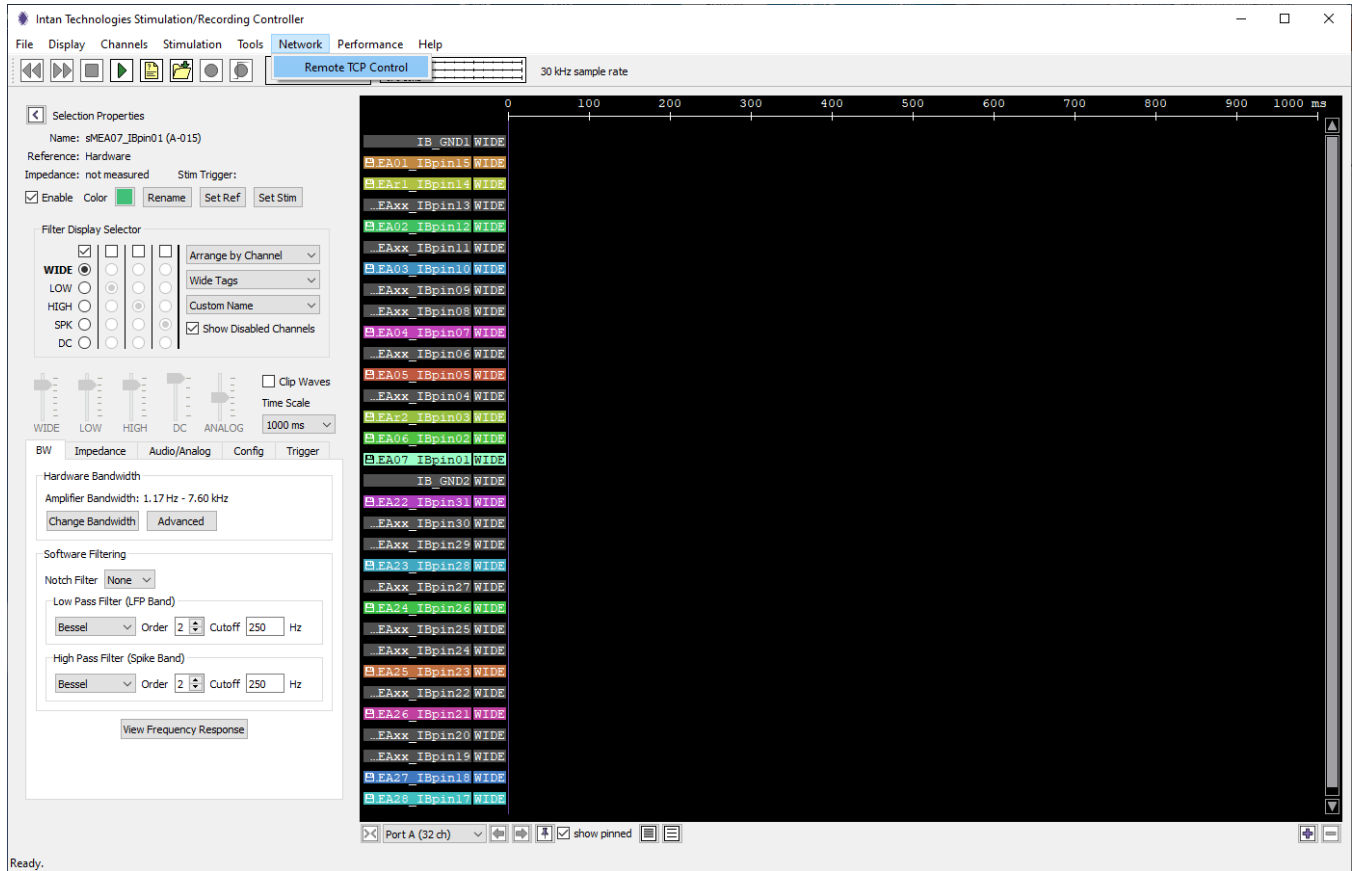 Intan Technologies Stimulation/Recording Controller
File Display Channels Stimulation Tools Network Performance Help
Remote TCP Control
30 kHz sample rate
Selection Properties
Name: sMEA07_IBpin01 (A-015)
Reference: Hardware
Impedance: not measured Stim Trigger:
Enable Color Rename Set Ref Set Stim
Filter Display Selector
WIDE
LOW
HIGH
SPK
DC
Arrange by Channel
Wide Tags
Custom Name
Show Disabled Channels
Clip Waves
Time Scale
1000 ms
WIDE LOW HIGH DC ANALOG
BW Impedance Audio/Analog Config Trigger
Hardware Bandwidth
Amplifier Bandwidth: 1.17 Hz - 7.60 kHz
Change Bandwidth Advanced
Software Filtering
Notch Filter None
Low Pass Filter (LFP Band)
Bessel Order 2 Cutoff 250 Hz
High Pass Filter (Spike Band)
Bessel Order 2 Cutoff 250 Hz
View Frequency Response
0 100 200 300 400 500 600 700 800 900 1000 ms
IB_GND1 WIDE
.EA01_IBpin15 WIDE
.EAr1_IBpin14 WIDE
...EAxx_IBpin13 WIDE
.EA02_IBpin12 WIDE
...EAxx_IBpin11 WIDE
.EA03_IBpin10 WIDE
...EAxx_IBpin09 WIDE
...EAxx_IBpin08 WIDE
.EA04_IBpin07 WIDE
...EAxx_IBpin06 WIDE
.EA05_IBpin05 WIDE
...EAxx_IBpin04 WIDE
.EAr2_IBpin03 WIDE
.EA06_IBpin02 WIDE
.EA07_IBpin01 WIDE
IB_GND2 WIDE
.EA22_IBpin31 WIDE
...EAxx_IBpin30 WIDE
...EAxx_IBpin29 WIDE
.EA23_IBpin28 WIDE
...EAxx_IBpin27 WIDE
.EA24_IBpin26 WIDE
...EAxx_IBpin25 WIDE
...EAxx_IBpin24 WIDE
.EA25_IBpin23 WIDE
...EAxx_IBpin22 WIDE
.EA26_IBpin21 WIDE
...EAxx_IBpin20 WIDE
...EAxx_IBpin19 WIDE
.EA27_IBpin18 WIDE
.EA28_IBpin17 WIDE
Port A (32 ch) show pinned
Ready.